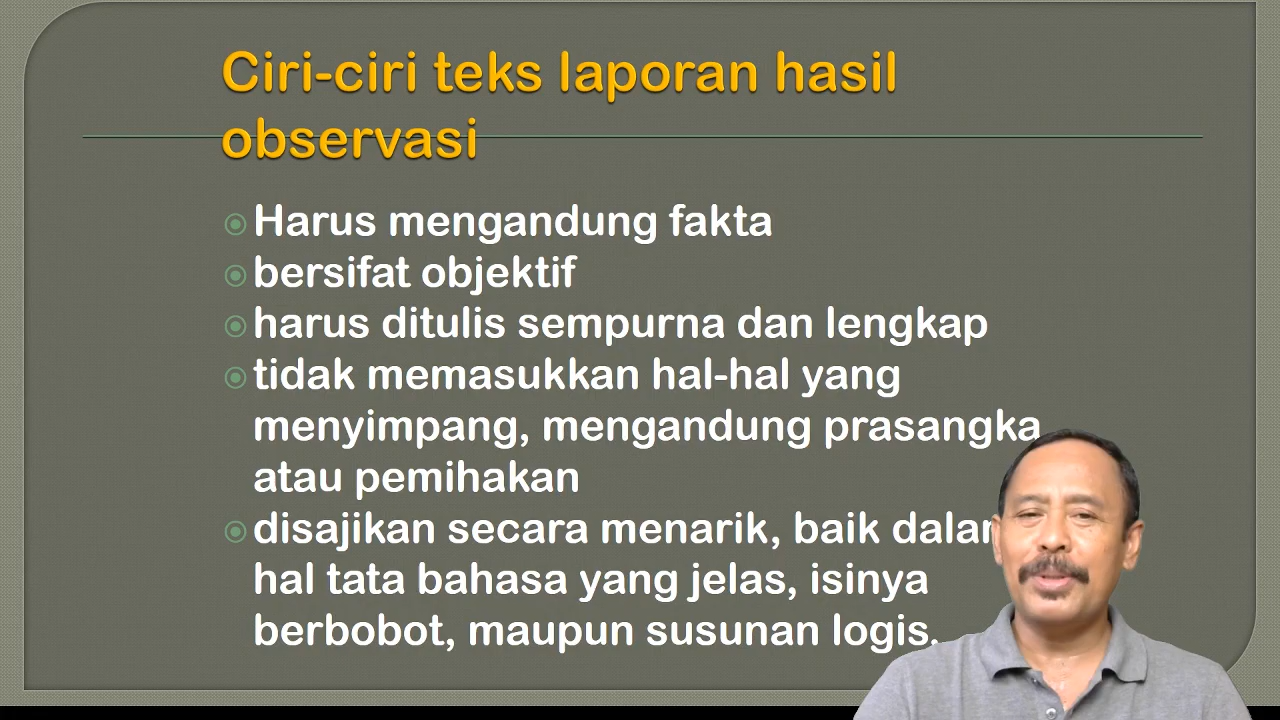 Ciri-ciri teks laporan hasil
observasi
Harus mengandung fakta
bersifat objektif
harus ditulis sempurna dan lengkap
tidak memasukkan hal-hal yang
menyimpang, mengandung prasangka
atau pemihakan
disajikan secara menarik, baik dalam
hal tata bahasa yang jelas, isinya
berbobot, maupun susunan logis.